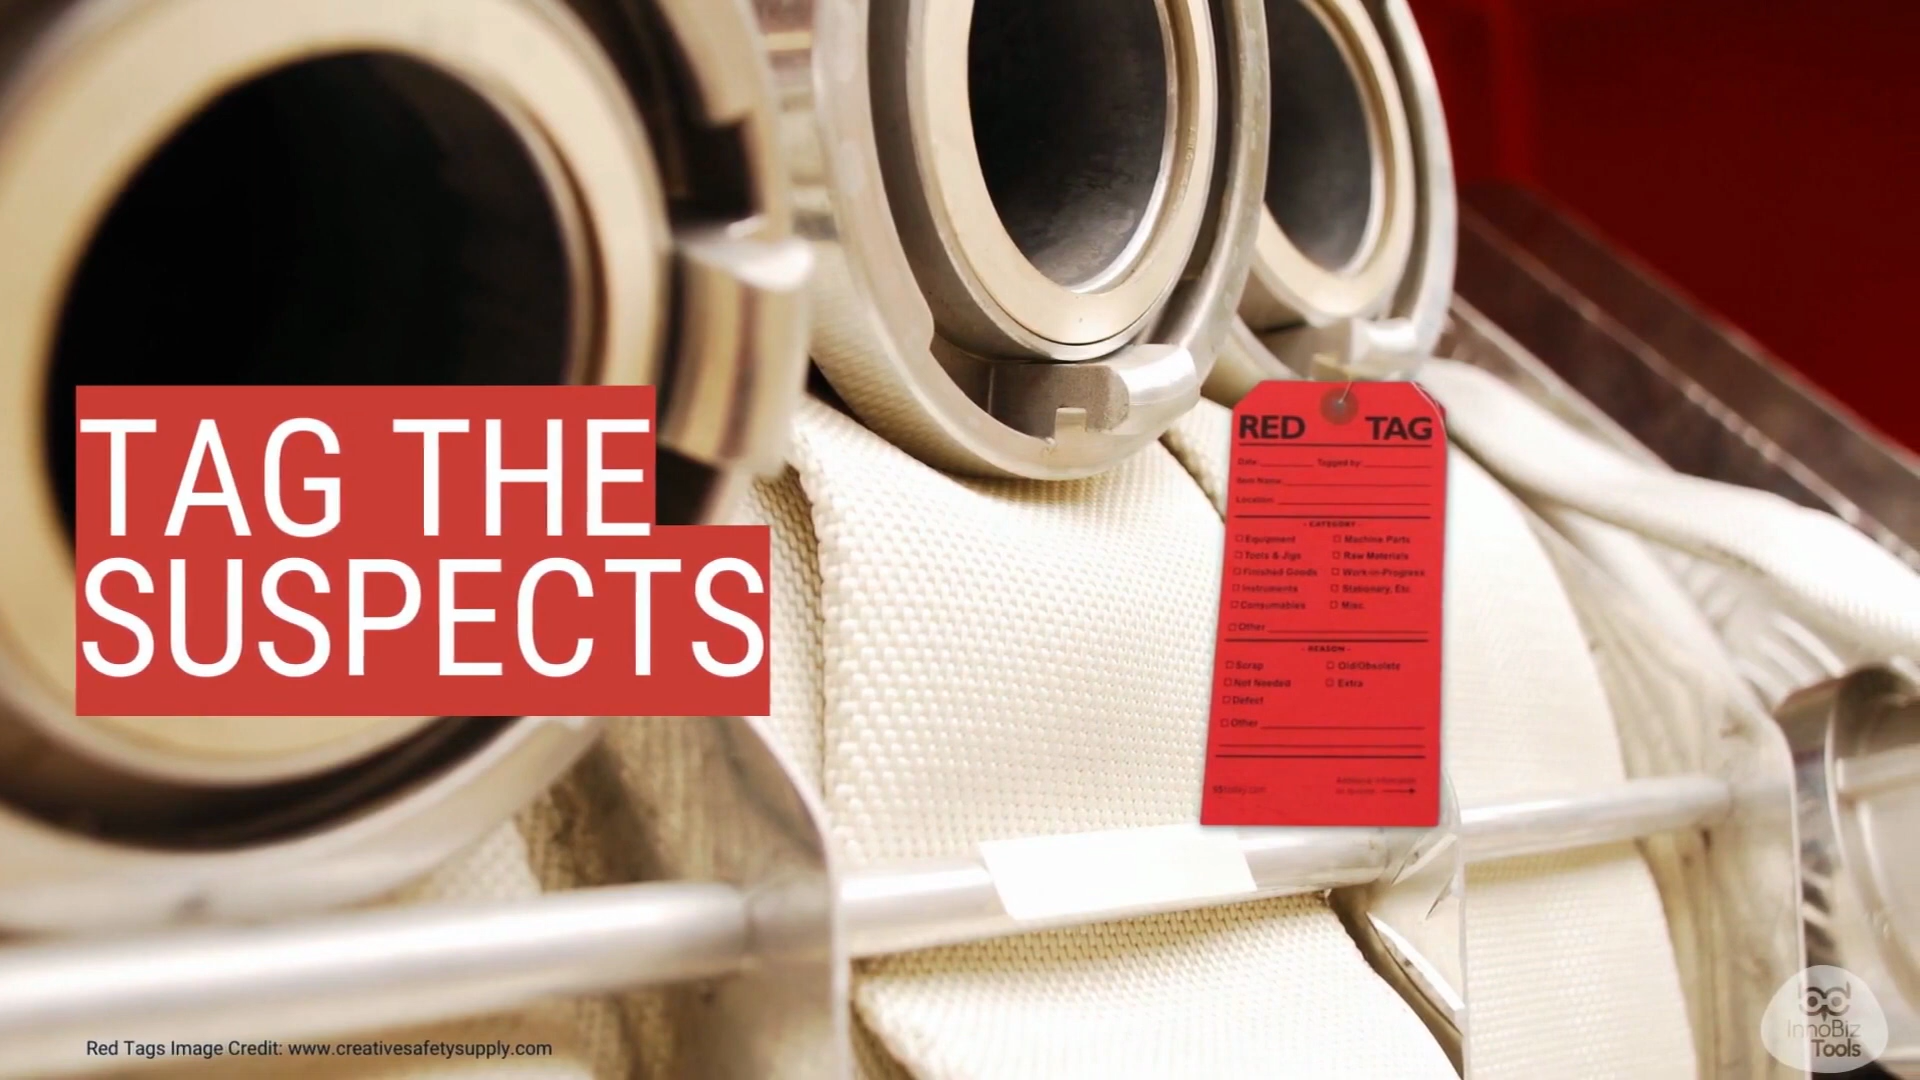 TAG THE
SUSPECTS
RED TAG
Date: Tagged by:
Item Name:
Location:
- CATEGORY -
Equipment Machine Parts
Tools & Jigs Raw Materials
Finished Goods Work-in-Progress
Instruments Stationary, Etc
Consumables Misc.
Other
- REASON -
Scrap Old/Obsolete
Not Needed Extra
Defect
Other
Additional Information
Red Tags Image Credit: www.creativesafetysupply.com
InnoBiz
Tools